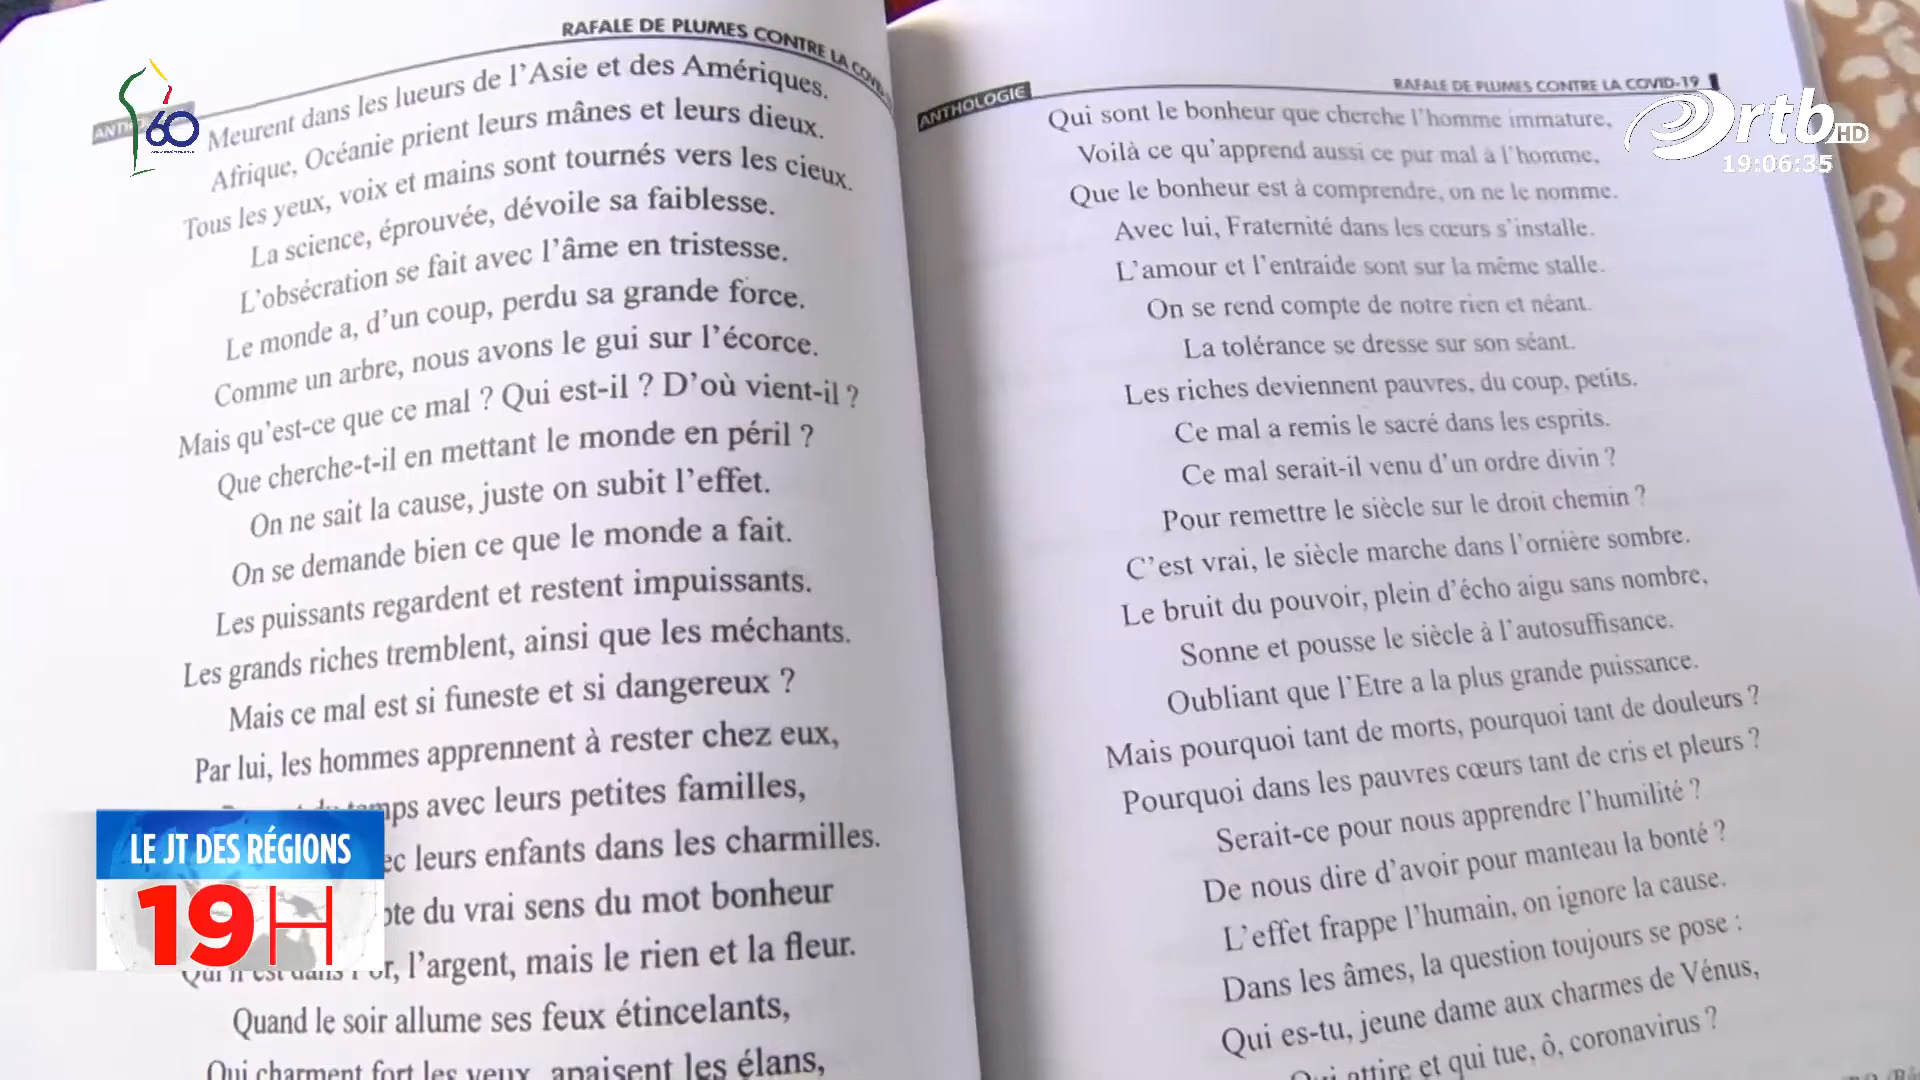 RAFALE DE PLUMES CONTRE LA COVID-
Meurent dans les lueurs de l'Asie et des Amériques.
Afrique, Océanie prient leurs mânes et leurs dieux.
Tous les yeux, voix et mains sont tournés vers les cieux.
La science, éprouvée, dévoile sa faiblesse.
L'obsécration se fait avec l'âme en tristesse.
Le monde a, d'un coup, perdu sa grande force.
Comme un arbre, nous avons le gui sur l'écorce.
Mais qu'est-ce que ce mal ? Qui est-il ? D'où vient-il ?
Que cherche-t-il en mettant le monde en péril ?
On ne sait la cause, juste on subit l'effet.
On se demande bien ce que le monde a fait.
Les puissants regardent et restent impuissants.
Les grands riches tremblent, ainsi que les méchants.
Mais ce mal est si funeste et si dangereux ?
Par lui, les hommes apprennent à rester chez eux,
temps avec leurs petites familles,
leurs enfants dans les charmilles.
du vrai sens du mot bonheur
Qui n'est dans l'or, l'argent, mais le rien et la fleur.
Quand le soir allume ses feux étincelants,
Qui charment fort les yeux, apaisent les élans,
ANTHOLOGIE
RAFALE DE PLUMES CONTRE LA COVID-19
Qui sont le bonheur que cherche l'homme immature,
Voilà ce qu'apprend aussi ce pur mal à l'homme,
Que le bonheur est à comprendre, on ne le nomme.
Avec lui, Fraternité dans les cœurs s'installe.
L'amour et l'entraide sont sur la même stalle.
On se rend compte de notre rien et néant.
La tolérance se dresse sur son séant.
Les riches deviennent pauvres, du coup, petits.
Ce mal a remis le sacré dans les esprits.
Ce mal serait-il venu d'un ordre divin ?
Pour remettre le siècle sur le droit chemin ?
C'est vrai, le siècle marche dans l'ornière sombre.
Le bruit du pouvoir, plein d'écho aigu sans nombre,
Sonne et pousse le siècle à l'autosuffisance.
Oubliant que l'Etre a la plus grande puissance.
Mais pourquoi tant de morts, pourquoi tant de douleurs ?
Pourquoi dans les pauvres cœurs tant de cris et pleurs ?
Serait-ce pour nous apprendre l'humilité ?
De nous dire d'avoir pour manteau la bonté ?
L'effet frappe l'humain, on ignore la cause.
Dans les âmes, la question toujours se pose :
Qui es-tu, jeune dame aux charmes de Vénus,
Qui attire et qui tue, ô, coronavirus ?
60
rtb HD
19:06:35
LE JT DES RÉGIONS
19H